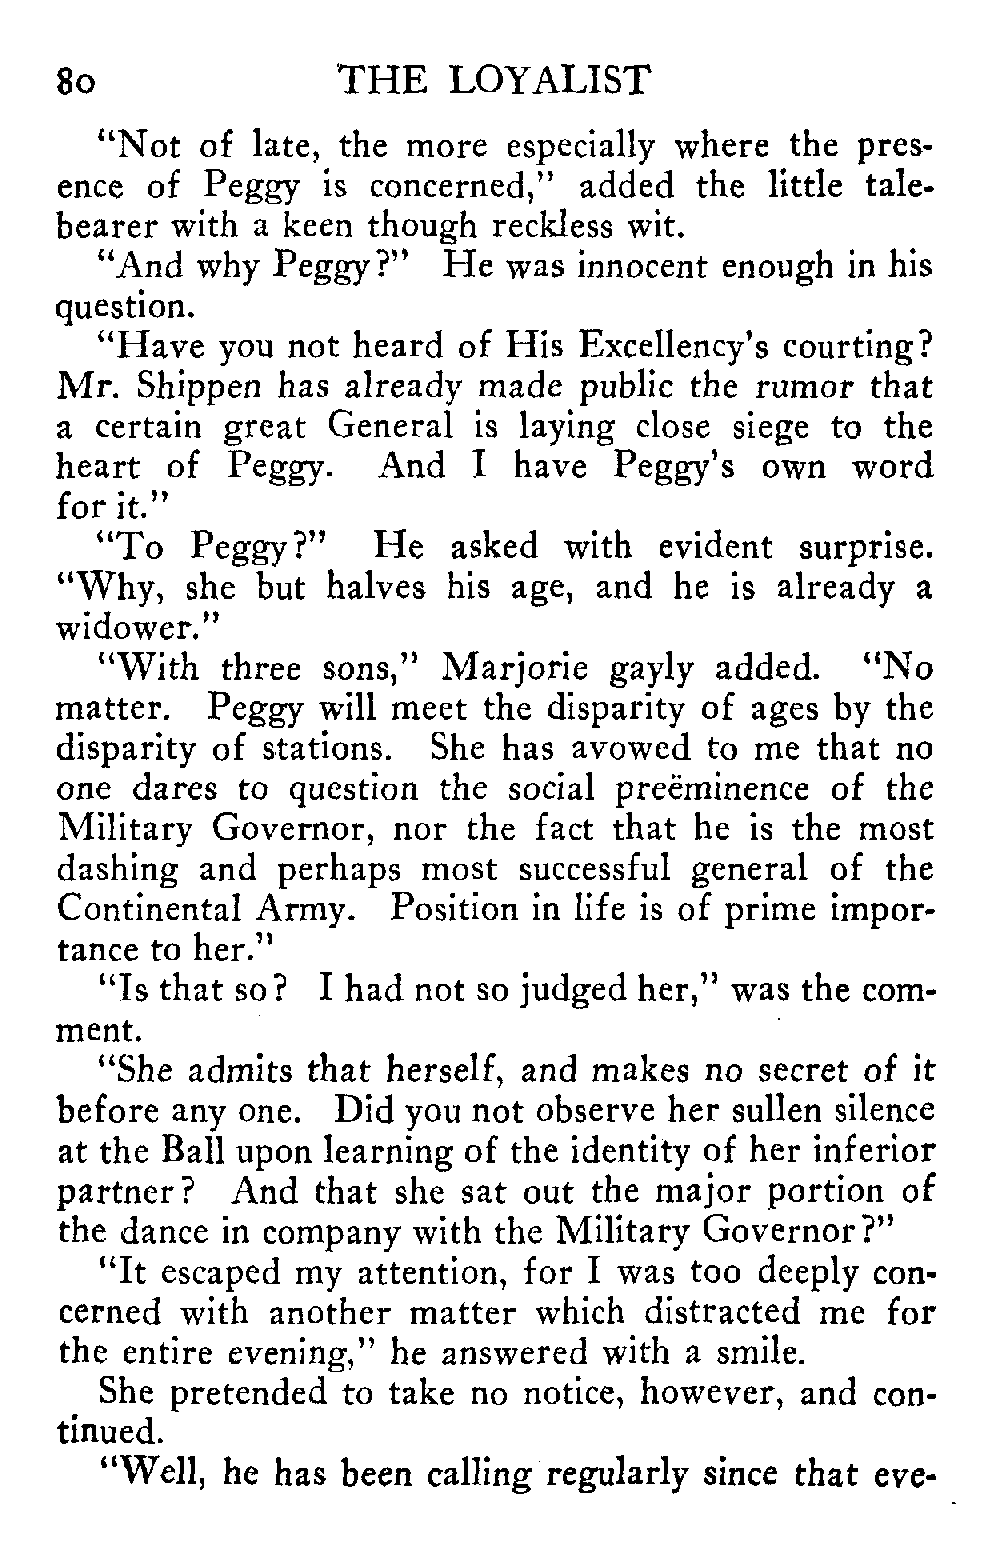 80 THE LOYALIST
"Not of late, the more especially where the pres-
ence of Peggy is concerned," added the little tale-
bearer with a keen though reckless wit.
"And why Peggy?" He was innocent enough in his
question.
"Have you not heard of His Excellency's courting?
Mr. Shippen has already made public the rumor that
a certain great General is laying close siege to the
heart of Peggy. And I have Peggy's own word
for it."
"To Peggy?" He asked with evident surprise.
"Why, she but halves his age, and he is already a
widower."
"With three sons," Marjorie gayly added. "No
matter. Peggy will meet the disparity of ages by the
disparity of stations. She has avowed to me that no
one dares to question the social preëminence of the
Military Governor, nor the fact that he is the most
dashing and perhaps most successful general of the
Continental Army. Position in life is of prime impor-
tance to her."
"Is that so? I had not so judged her," was the com-
ment.
"She admits that herself, and makes no secret of it
before any one. Did you not observe her sullen silence
at the Ball upon learning of the identity of her inferior
partner? And that she sat out the major portion of
the dance in company with the Military Governor?"
"It escaped my attention, for I was too deeply con-
cerned with another matter which distracted me for
the entire evening," he answered with a smile.
She pretended to take no notice, however, and con-
tinued.
"Well, he has been calling regularly since that eve-